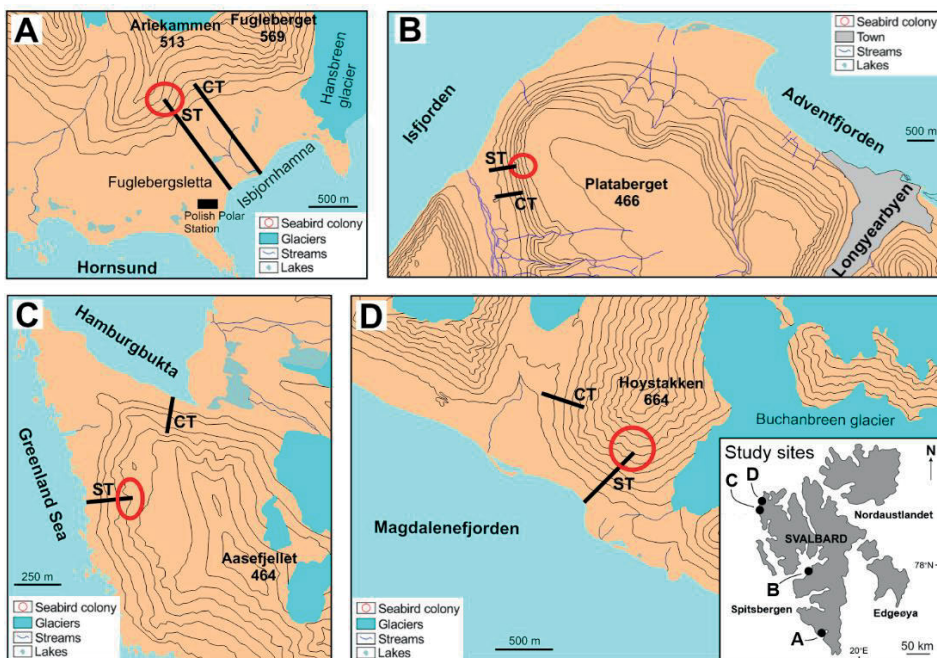 A
Ariekammen
513
Fugleberget
569
Hansbreen
glacier
CT
ST
Isbjornhamna
Fuglebergsletta
Polish Polar
Station
500 m
Hornsund
Seabird colony
Glaciers
Streams
Lakes
B
Seabird colony
Town
Streams
Lakes
Isfjorden
Adventfjorden
500 m
ST
CT
Plataberget
466
Longyearbyen
C
Hamburgbukta
CT
Greenland Sea
ST
Aasefjellet
464
250 m
Seabird colony
Glaciers
Streams
Lakes
D
CT
Hoystakken
664
Buchanbreen glacier
ST
Magdalenefjorden
500 m
Seabird colony
Glaciers
Streams
Lakes
Study sites
N
D
C
Nordaustlandet
SVALBARD
78°N
B
Spitsbergen
Edgeøya
A
20°E
50 km